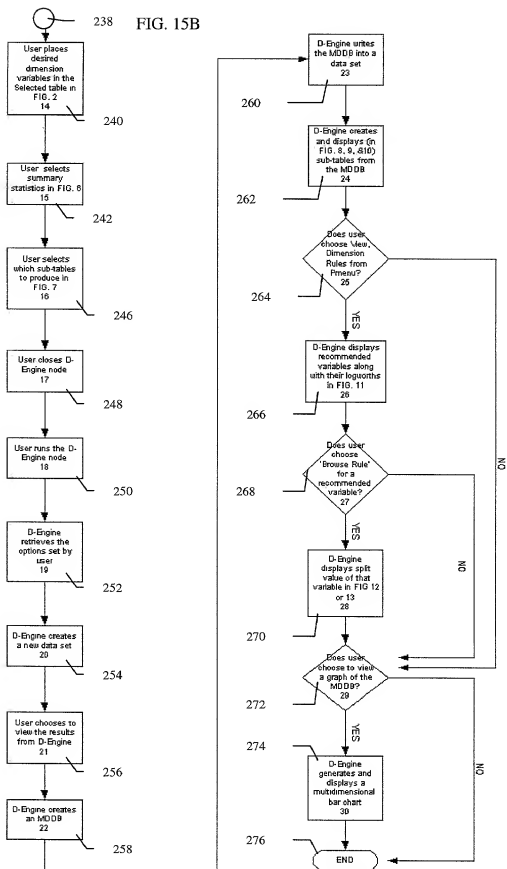 238
FIG. 15B
User places
desired
dimension
variables in the
Selected table in
FIG. 2
14
240
User selects
summary
statistics in FIG. 6
15
242
User selects
which sub-tables
to produce in
FIG. 7
16
246
User closes D-
Engine node
17
248
User runs the D-
Engine node
18
250
D-Engine
retrieves the
options set by
user
19
252
D-Engine creates
a new data set
20
254
User chooses to
view the results
from D-Engine
21
256
D-Engine creates
an MDDB
22
258
D-Engine writes
the MDDB into a
data set
23
260
D-Engine creates
and displays (in
FIG. 8, 9, &10)
sub-tables from
the MDDB
24
262
Does user
choose View,
Dimension
Rules from
Pmenu?
25
264
YES
NO
D-Engine displays
recommended
variables along
with their logworths
in FIG. 11
26
266
Does user
choose
'Browse Rule'
for a
recommended
variable?
27
268
YES
NO
D-Engine
displays split
value of that
variable in FIG 12
or 13
28
270
Does user
choose to view
a graph of the
MDDB?
29
272
YES
NO
274
D-Engine
generates and
displays a
multidimensional
bar chart
30
276
END